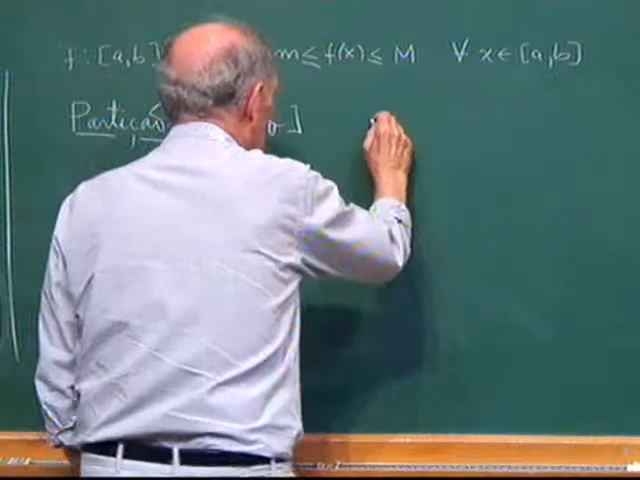 f : [a,b] m ≤ f(x) ≤ M ∀ x ∈ [a,b]
Partição ]